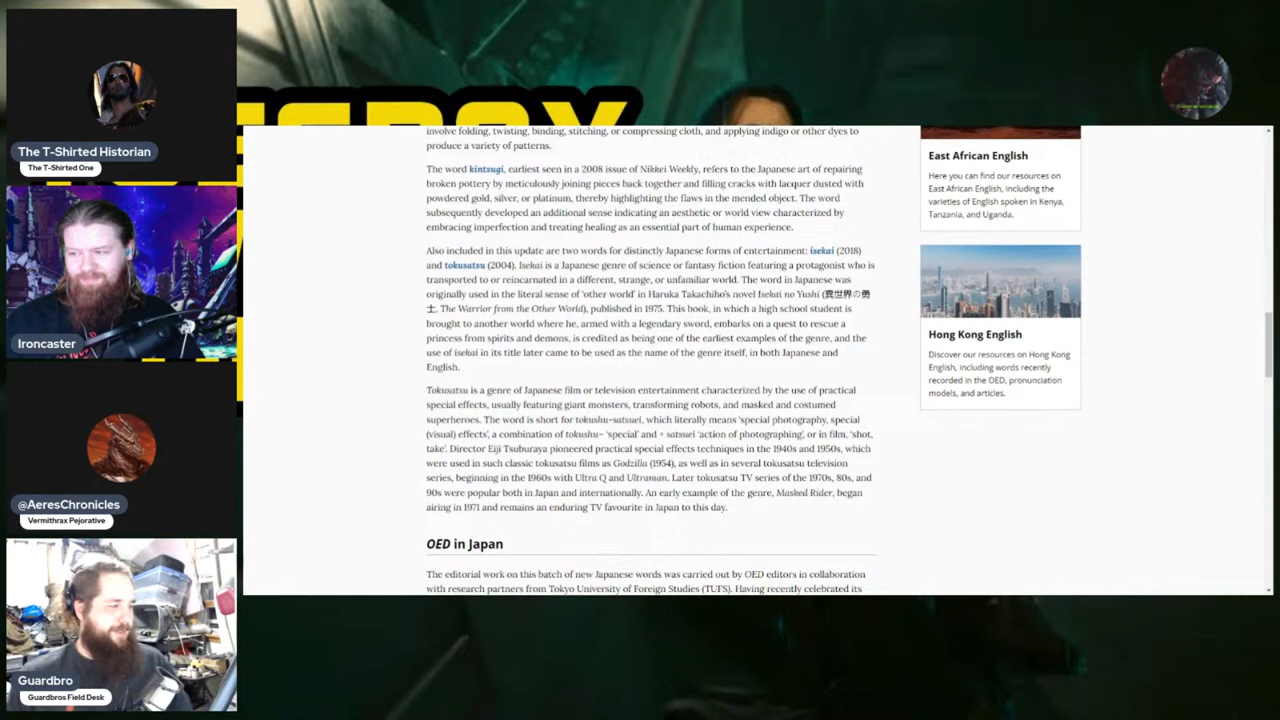 The T-Shirted Historian
The T-Shirted One
Ironcaster
@AeresChronicles
Vermithrax Pejorative
Guardbro
Guardbros Field Desk
involve folding, twisting, binding, stitching, or compressing cloth, and applying indigo or other dyes to
produce a variety of patterns.
The word kintsugi, earliest seen in a 2008 issue of Nikkei Weekly, refers to the Japanese art of repairing
broken pottery by meticulously joining pieces back together and filling cracks with lacquer dusted with
powdered gold, silver, or platinum, thereby highlighting the flaws in the mended object. The word
subsequently developed an additional sense indicating an aesthetic or world view characterized by
embracing imperfection and treating healing as an essential part of human experience.
Also included in this update are two words for distinctly Japanese forms of entertainment: isekai (2018)
and tokusatsu (2004). Isekai is a Japanese genre of science or fantasy fiction featuring a protagonist who is
transported to or reincarnated in a different, strange, or unfamiliar world. The word in Japanese was
originally used in the literal sense of 'other world' in Haruka Takachiho's novel Isekai no Yushi (異世界の勇
士, The Warrior from the Other World), published in 1975. This book, in which a high school student is
brought to another world where he, armed with a legendary sword, embarks on a quest to rescue a
princess from spirits and demons, is credited as being one of the earliest examples of the genre, and the
use of isekai in its title later came to be used as the name of the genre itself, in both Japanese and
English.
Tokusatsu is a genre of Japanese film or television entertainment characterized by the use of practical
special effects, usually featuring giant monsters, transforming robots, and masked and costumed
superheroes. The word is short for tokushu-satsuei, which literally means 'special photography, special
(visual) effects', a combination of tokushu- 'special' and + satsuei 'action of photographing', or in film, 'shot,
take'. Director Eiji Tsuburaya pioneered practical special effects techniques in the 1940s and 1950s, which
were used in such classic tokusatsu films as Godzilla (1954), as well as in several tokusatsu television
series, beginning in the 1960s with Ultra Q and Ultraman. Later tokusatsu TV series of the 1970s, 80s, and
90s were popular both in Japan and internationally. An early example of the genre, Masked Rider, began
airing in 1971 and remains an enduring TV favourite in Japan to this day.
OED in Japan
The editorial work on this batch of new Japanese words was carried out by OED editors in collaboration
with research partners from Tokyo University of Foreign Studies (TUFS). Having recently celebrated its
East African English
Here you can find our resources on
East African English, including the
varieties of English spoken in Kenya,
Tanzania, and Uganda.
Hong Kong English
Discover our resources on Hong Kong
English, including words recently
recorded in the OED, pronunciation
models, and articles.